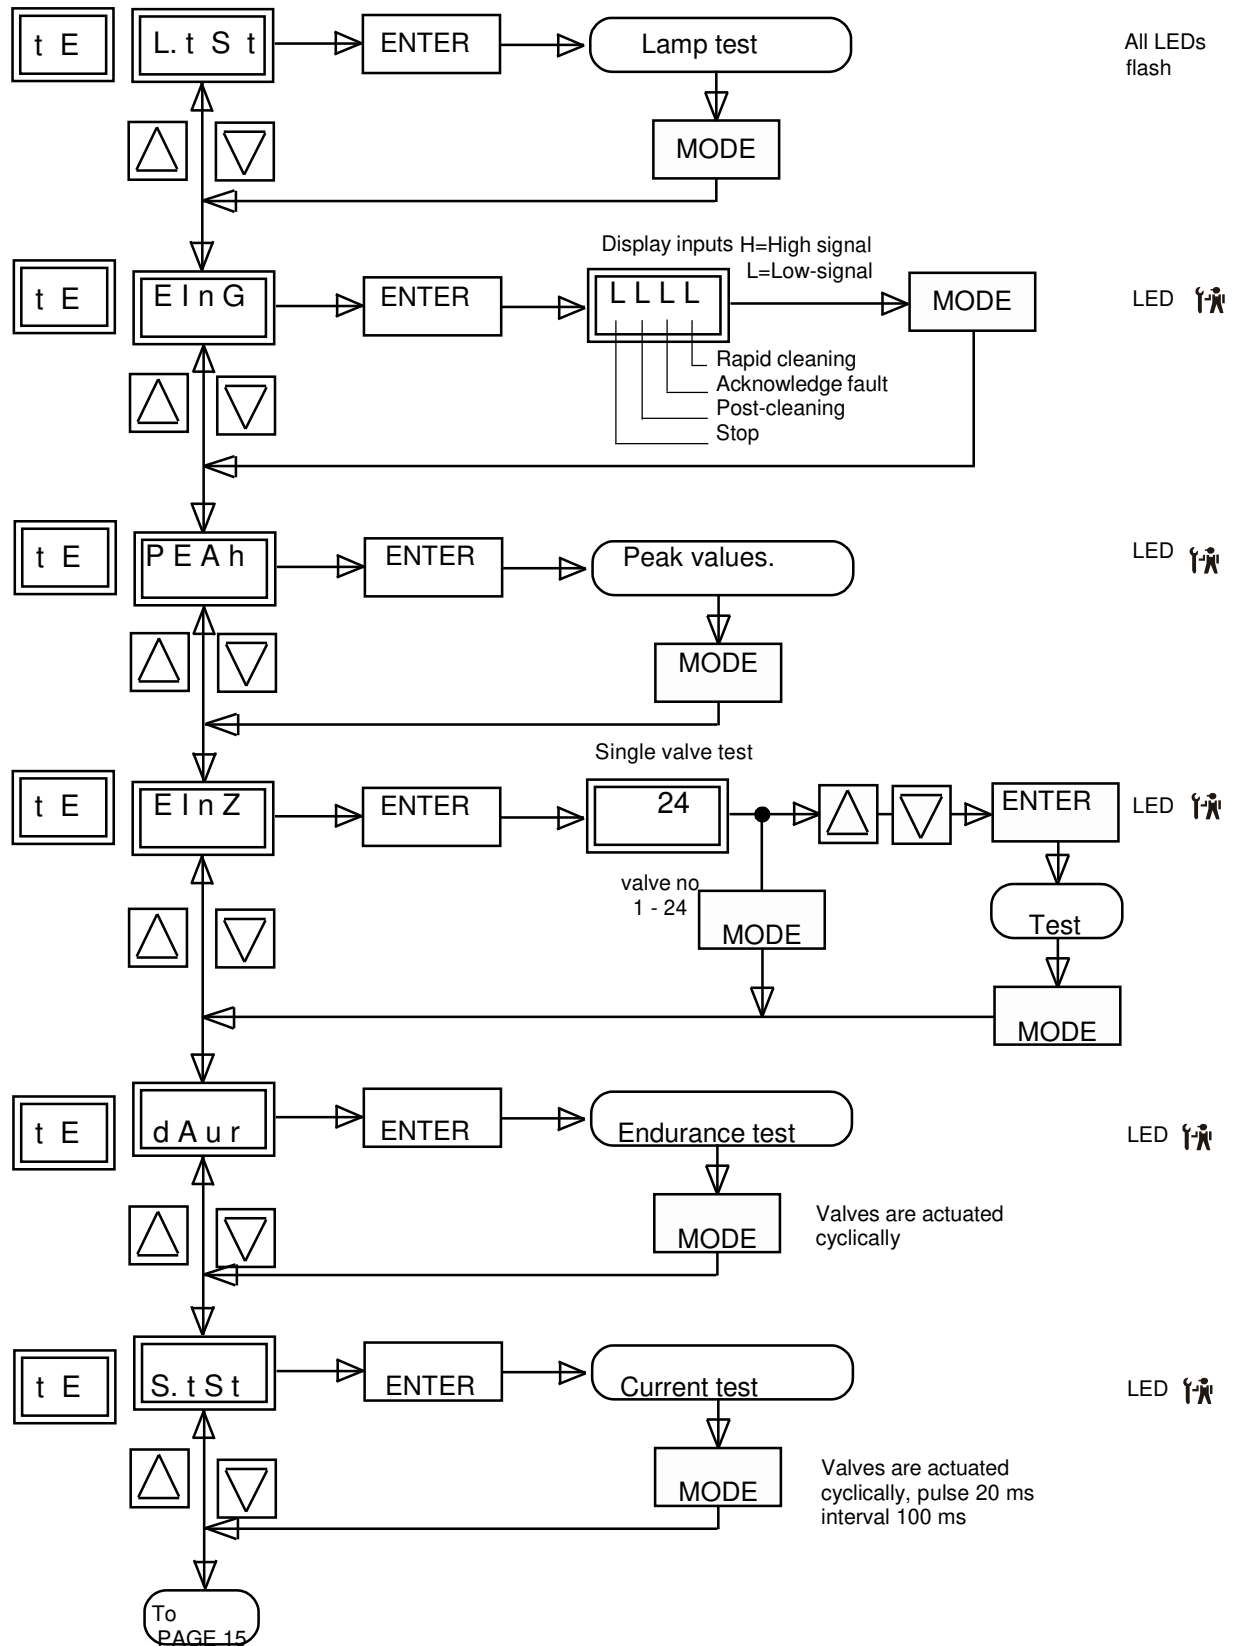 t E L. t S t ENTER Lamp test All LEDs
flash
MODE
Display inputs H=High signal
L=Low-signal
t E E I n G ENTER L L L L MODE LED
Rapid cleaning
Acknowledge fault
Post-cleaning
Stop
t E P E A h ENTER Peak values. LED
MODE
Single valve test
t E E I n Z ENTER 24 ENTER LED
valve no
1 - 24
MODE Test
MODE
t E d A u r ENTER Endurance test LED
MODE
Valves are actuated
cyclically
t E S. t S t ENTER Current test LED
MODE
Valves are actuated
cyclically, pulse 20 ms
interval 100 ms
To
PAGE 15